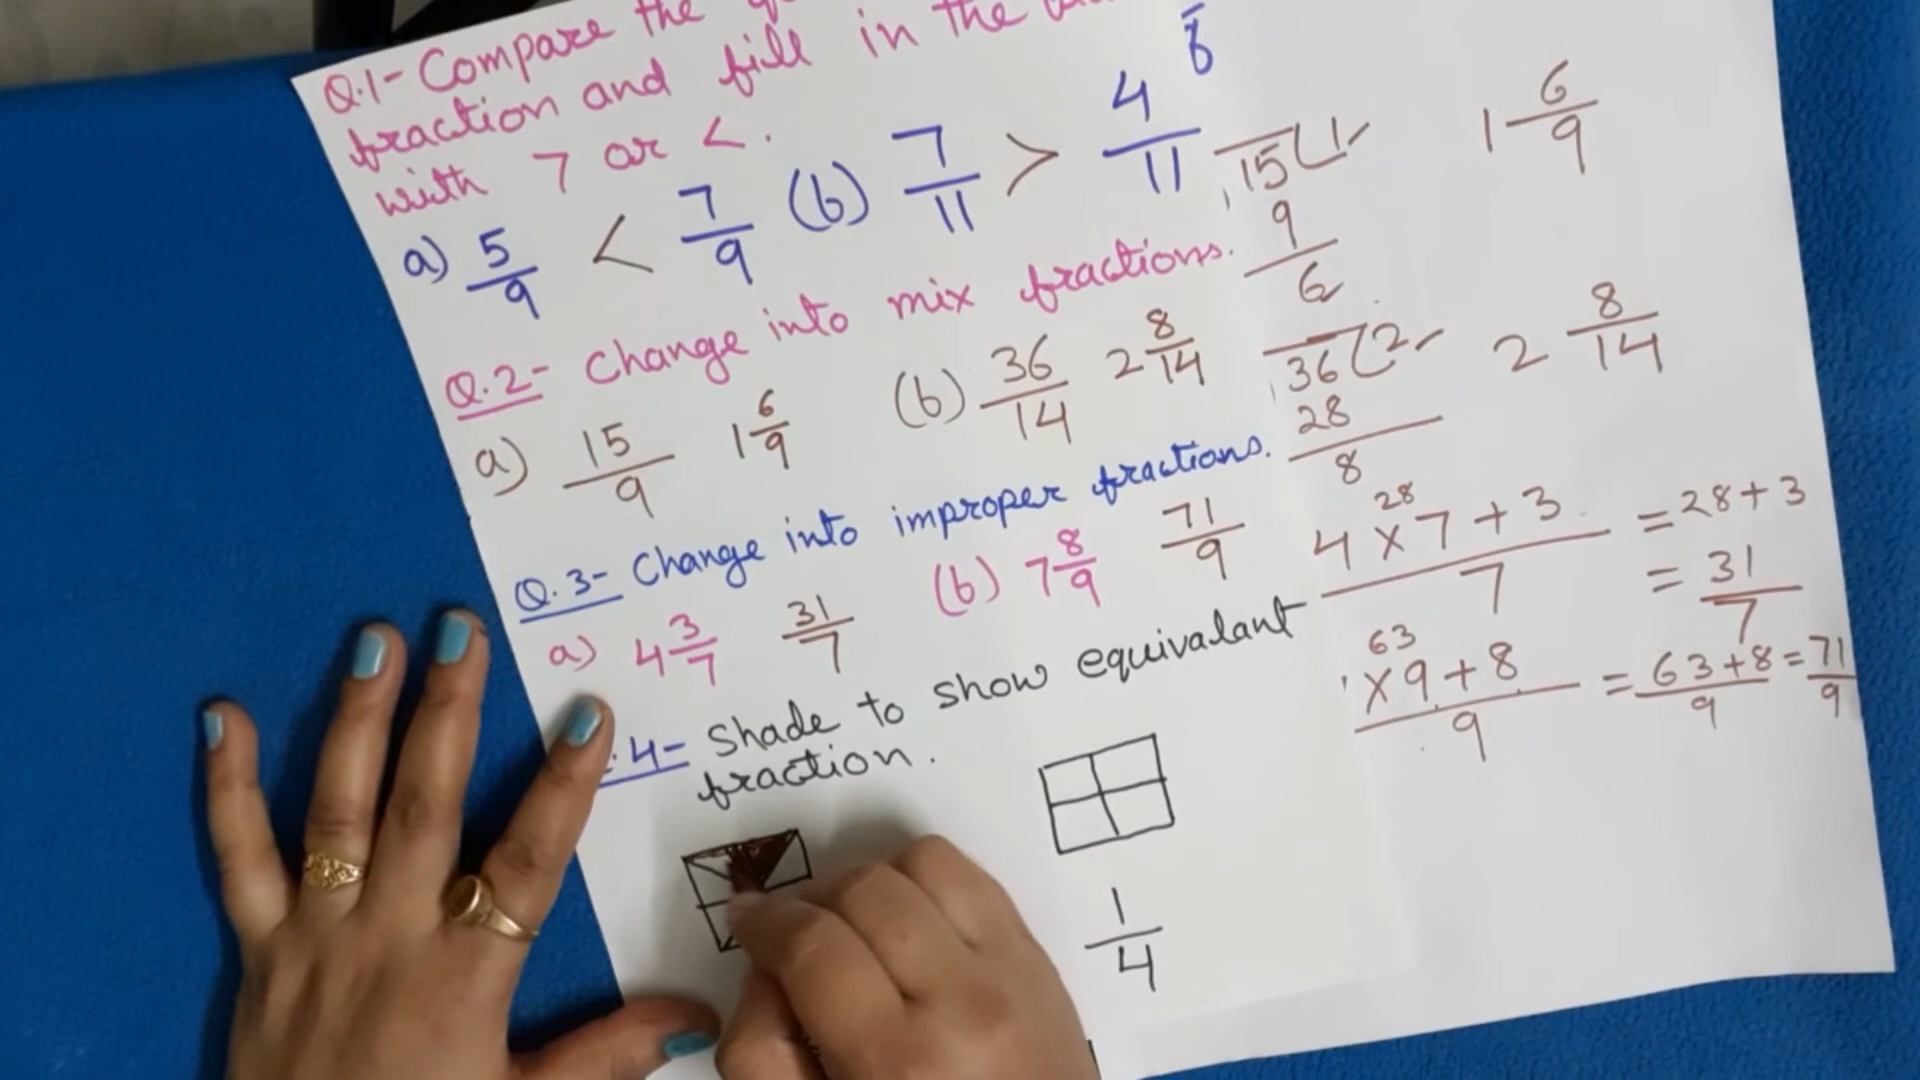 Q.1- Compare the
fraction and fill in the
with 7 or <.
a) 5/9 < 7/9 (b) 7/11 > 4/11
Q.2- Change into mix fractions.
a) 15/9 1 6/9 (b) 36/14 2 8/14
Q.3- Change into improper fractions.
a) 4 3/7 31/7 (b) 7 8/9 71/9
4- Shade to show equivalant
fraction.
1/4
6
15 1
9
6
1 6/9
36 2
28
8
2 8/14
28
4 × 7 + 3 / 7 = 28 + 3
= 31/7
63
× 9 + 8 / 9 = 63 + 8 / 9 = 71/9